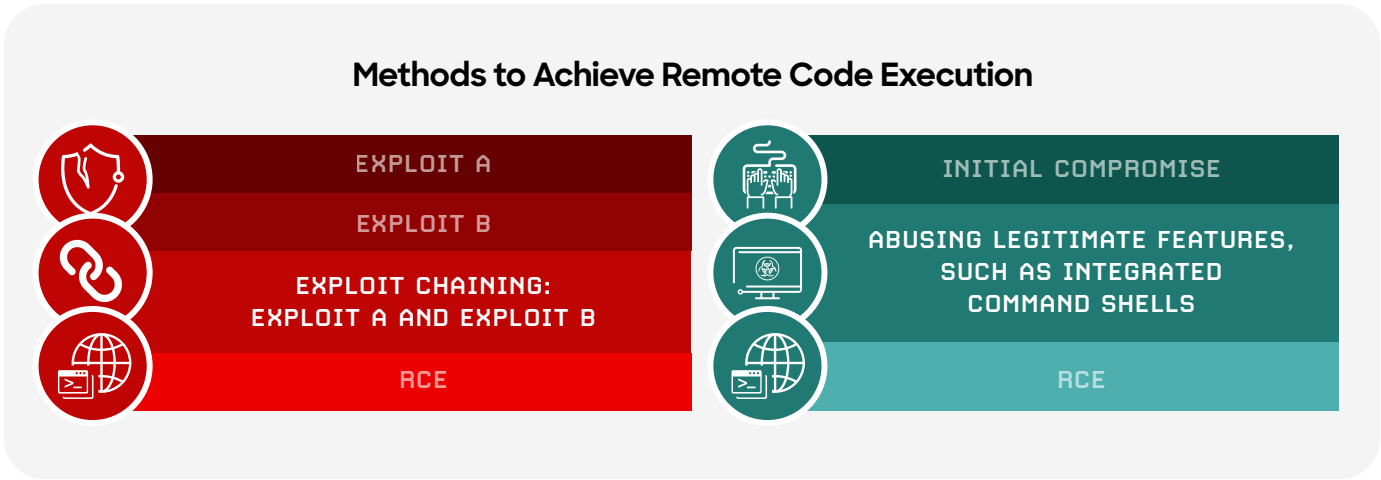 Methods to Achieve Remote Code Execution
EXPLOIT A
EXPLOIT B
EXPLOIT CHAINING:
EXPLOIT A AND EXPLOIT B
RCE
INITIAL COMPROMISE
ABUSING LEGITIMATE FEATURES,
SUCH AS INTEGRATED
COMMAND SHELLS
RCE